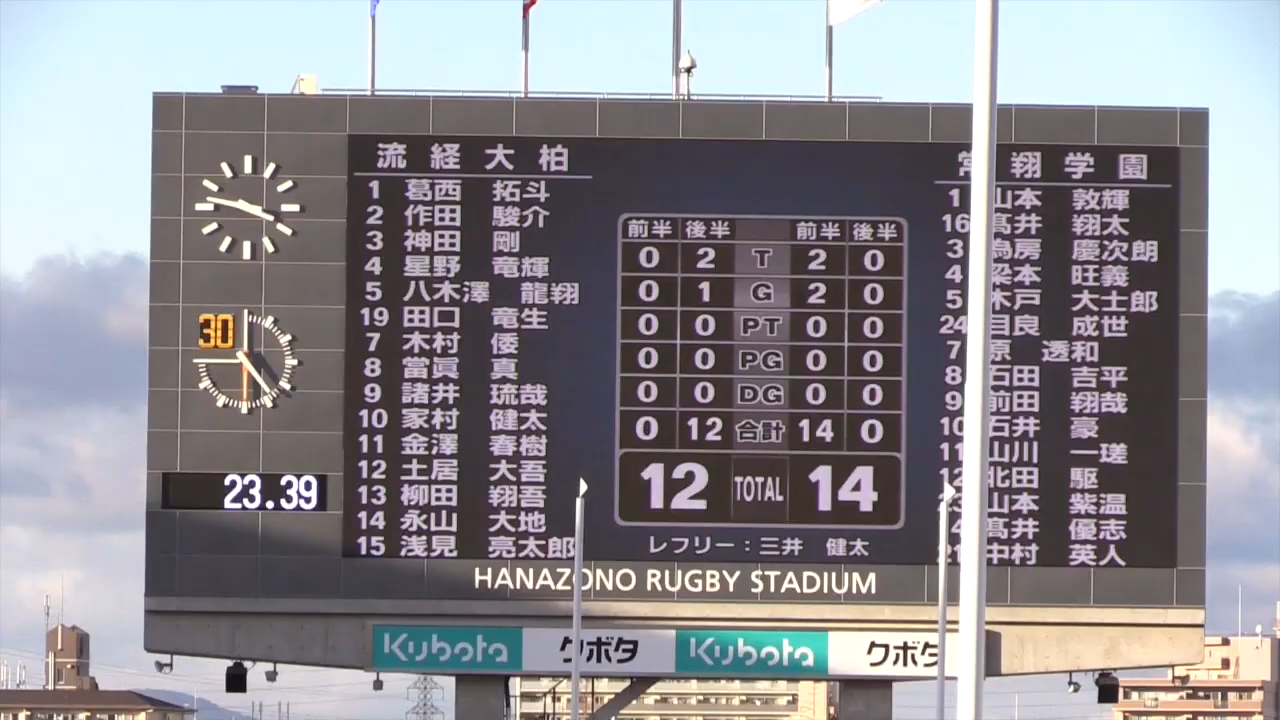 流経大柏
1 葛西 拓斗
2 作田 駿介
3 神田 剛
4 星野 竜輝
5 八木澤 龍翔
19 田口 竜生
7 木村 倭
8 當眞 真
9 諸井 琉哉
10 家村 健太
11 金澤 春樹
12 土居 大吾
13 柳田 翔吾
14 永山 大地
15 浅見 亮太郎
30
23.39
前半 後半 前半 後半
0 2 T 2 0
0 1 G 2 0
0 0 PT 0 0
0 0 PG 0 0
0 0 DG 0 0
0 12 合計 14 0
12 TOTAL 14
レフリー：三井 健太
常翔学園
1 山本 敦輝
16 髙井 翔太
3 為房 慶次朗
4 梁本 旺義
5 木戸 大士郎
24 目良 成世
7 原 透和
8 石田 吉平
9 前田 翔哉
10 石井 豪
11 山川 一瑳
12 北田 駆
23 山本 紫温
14 髙井 優志
21 中村 英人
HANAZONO RUGBY STADIUM
Kubota クボタ Kubota クボタ